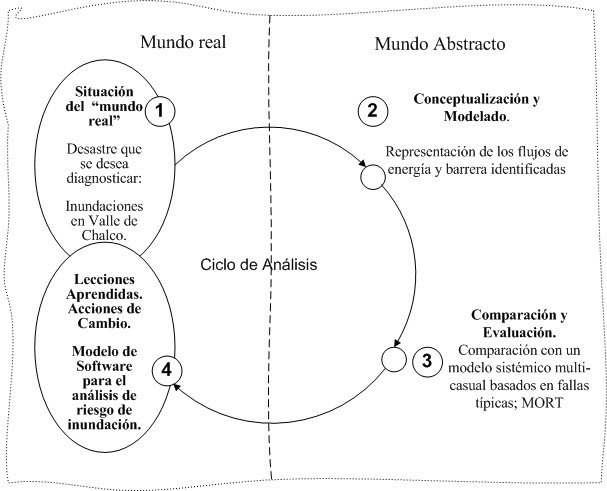 Mundo real
Mundo Abstracto
Situación
del “mundo
real”
1
Desastre que
se desea
diagnosticar:
Inundaciones
en Valle de
Chalco.
2
Conceptualización y
Modelado.
Representación de los flujos de
energía y barrera identificadas
Ciclo de Análisis
Comparación y
Evaluación.
3
Comparación con un
modelo sistémico multi-
casual basados en fallas
típicas; MORT
Lecciones
Aprendidas.
Acciones de
Cambio.
4
Modelo de
Software
para el
análisis de
riesgo de
inundación.